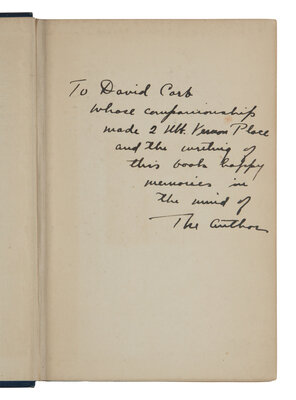 To David Carb
whose companionship
made 2 Mt. Vernon Place
and the writing of
this book happy
memories in
the mind of
The Author